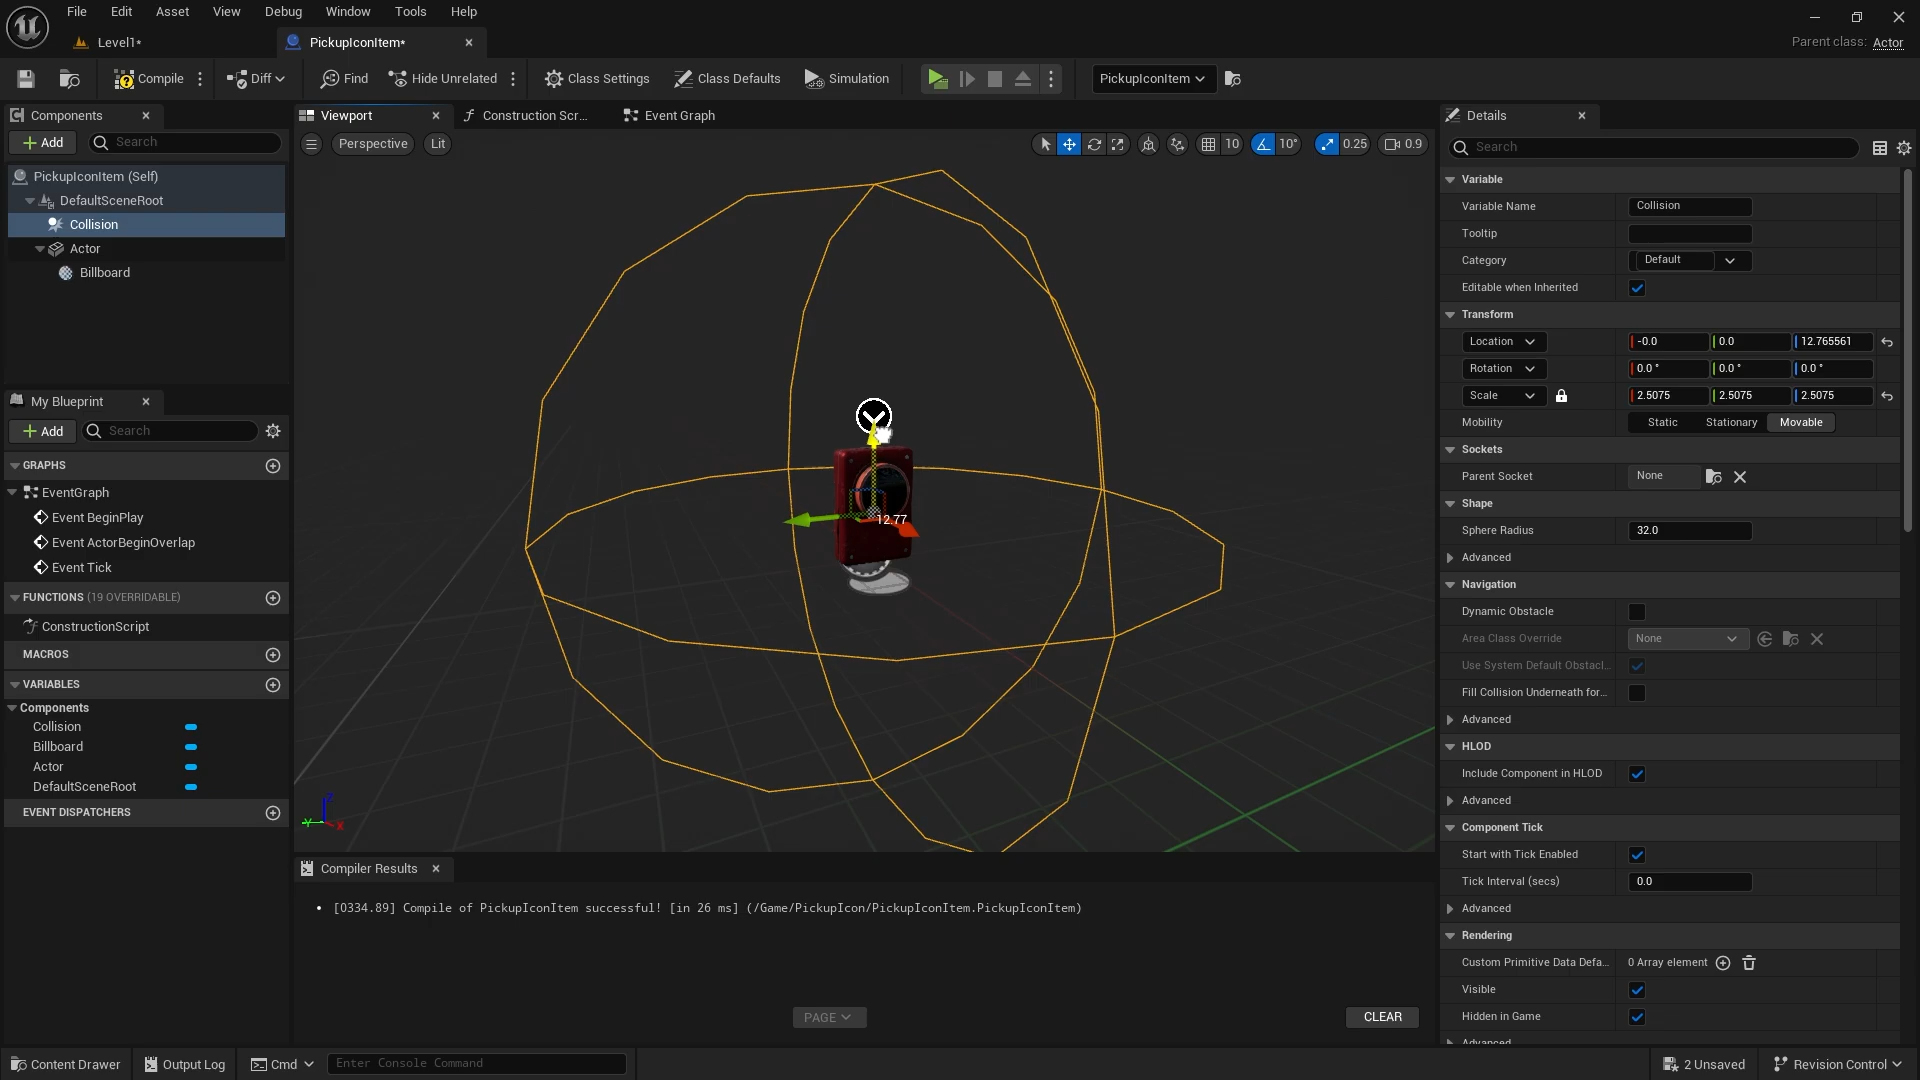 File Edit Asset View Debug Window Tools Help
Level1*
PickupIconItem*
Parent class: Actor
Compile
Diff
Find
Hide Unrelated
Class Settings
Class Defaults
Simulation
PickupIconItem
Components
Add
Search
PickupIconItem (Self)
DefaultSceneRoot
Collision
Actor
Billboard
My Blueprint
Add
Search
GRAPHS
EventGraph
Event BeginPlay
Event ActorBeginOverlap
Event Tick
FUNCTIONS (19 OVERRIDABLE)
ConstructionScript
MACROS
VARIABLES
Components
Collision
Billboard
Actor
DefaultSceneRoot
EVENT DISPATCHERS
Viewport
Construction Scr...
Event Graph
Perspective
Lit
10
10°
0.25
0.9
12.77
Z
Y
X
Compiler Results
[0334.89] Compile of PickupIconItem successful! [in 26 ms] (/Game/PickupIcon/PickupIconItem.PickupIconItem)
PAGE
CLEAR
Details
Search
Variable
Variable Name Collision
Tooltip
Category Default
Editable when Inherited
Transform
Location -0.0 0.0 12.765561
Rotation 0.0° 0.0° 0.0°
Scale 2.5075 2.5075 2.5075
Mobility Static Stationary Movable
Sockets
Parent Socket None
Shape
Sphere Radius 32.0
Advanced
Navigation
Dynamic Obstacle
Area Class Override None
Use System Default Obstacl...
Fill Collision Underneath for...
Advanced
HLOD
Include Component in HLOD
Advanced
Component Tick
Start with Tick Enabled
Tick Interval (secs) 0.0
Advanced
Rendering
Custom Primitive Data Defa... 0 Array element
Visible
Hidden in Game
Advanced
Content Drawer
Output Log
Cmd
Enter Console Command
2 Unsaved
Revision Control